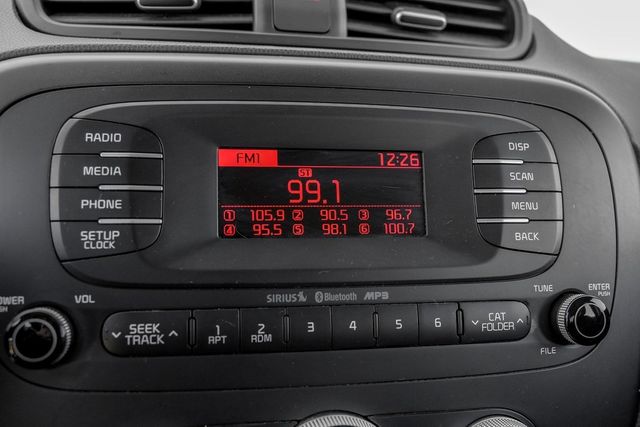 RADIO
MEDIA
PHONE
SETUP
CLOCK
FM1 12:26
ST
99.1
1 105.9 2 90.5 3 96.7
4 95.5 5 98.1 6 100.7
DISP
SCAN
MENU
BACK
POWER
PUSH
VOL
SIRIUS Bluetooth MP3
TUNE
ENTER
PUSH
SEEK
TRACK
1
RPT
2
RDM
3
4
5
6
CAT
FOLDER
FILE